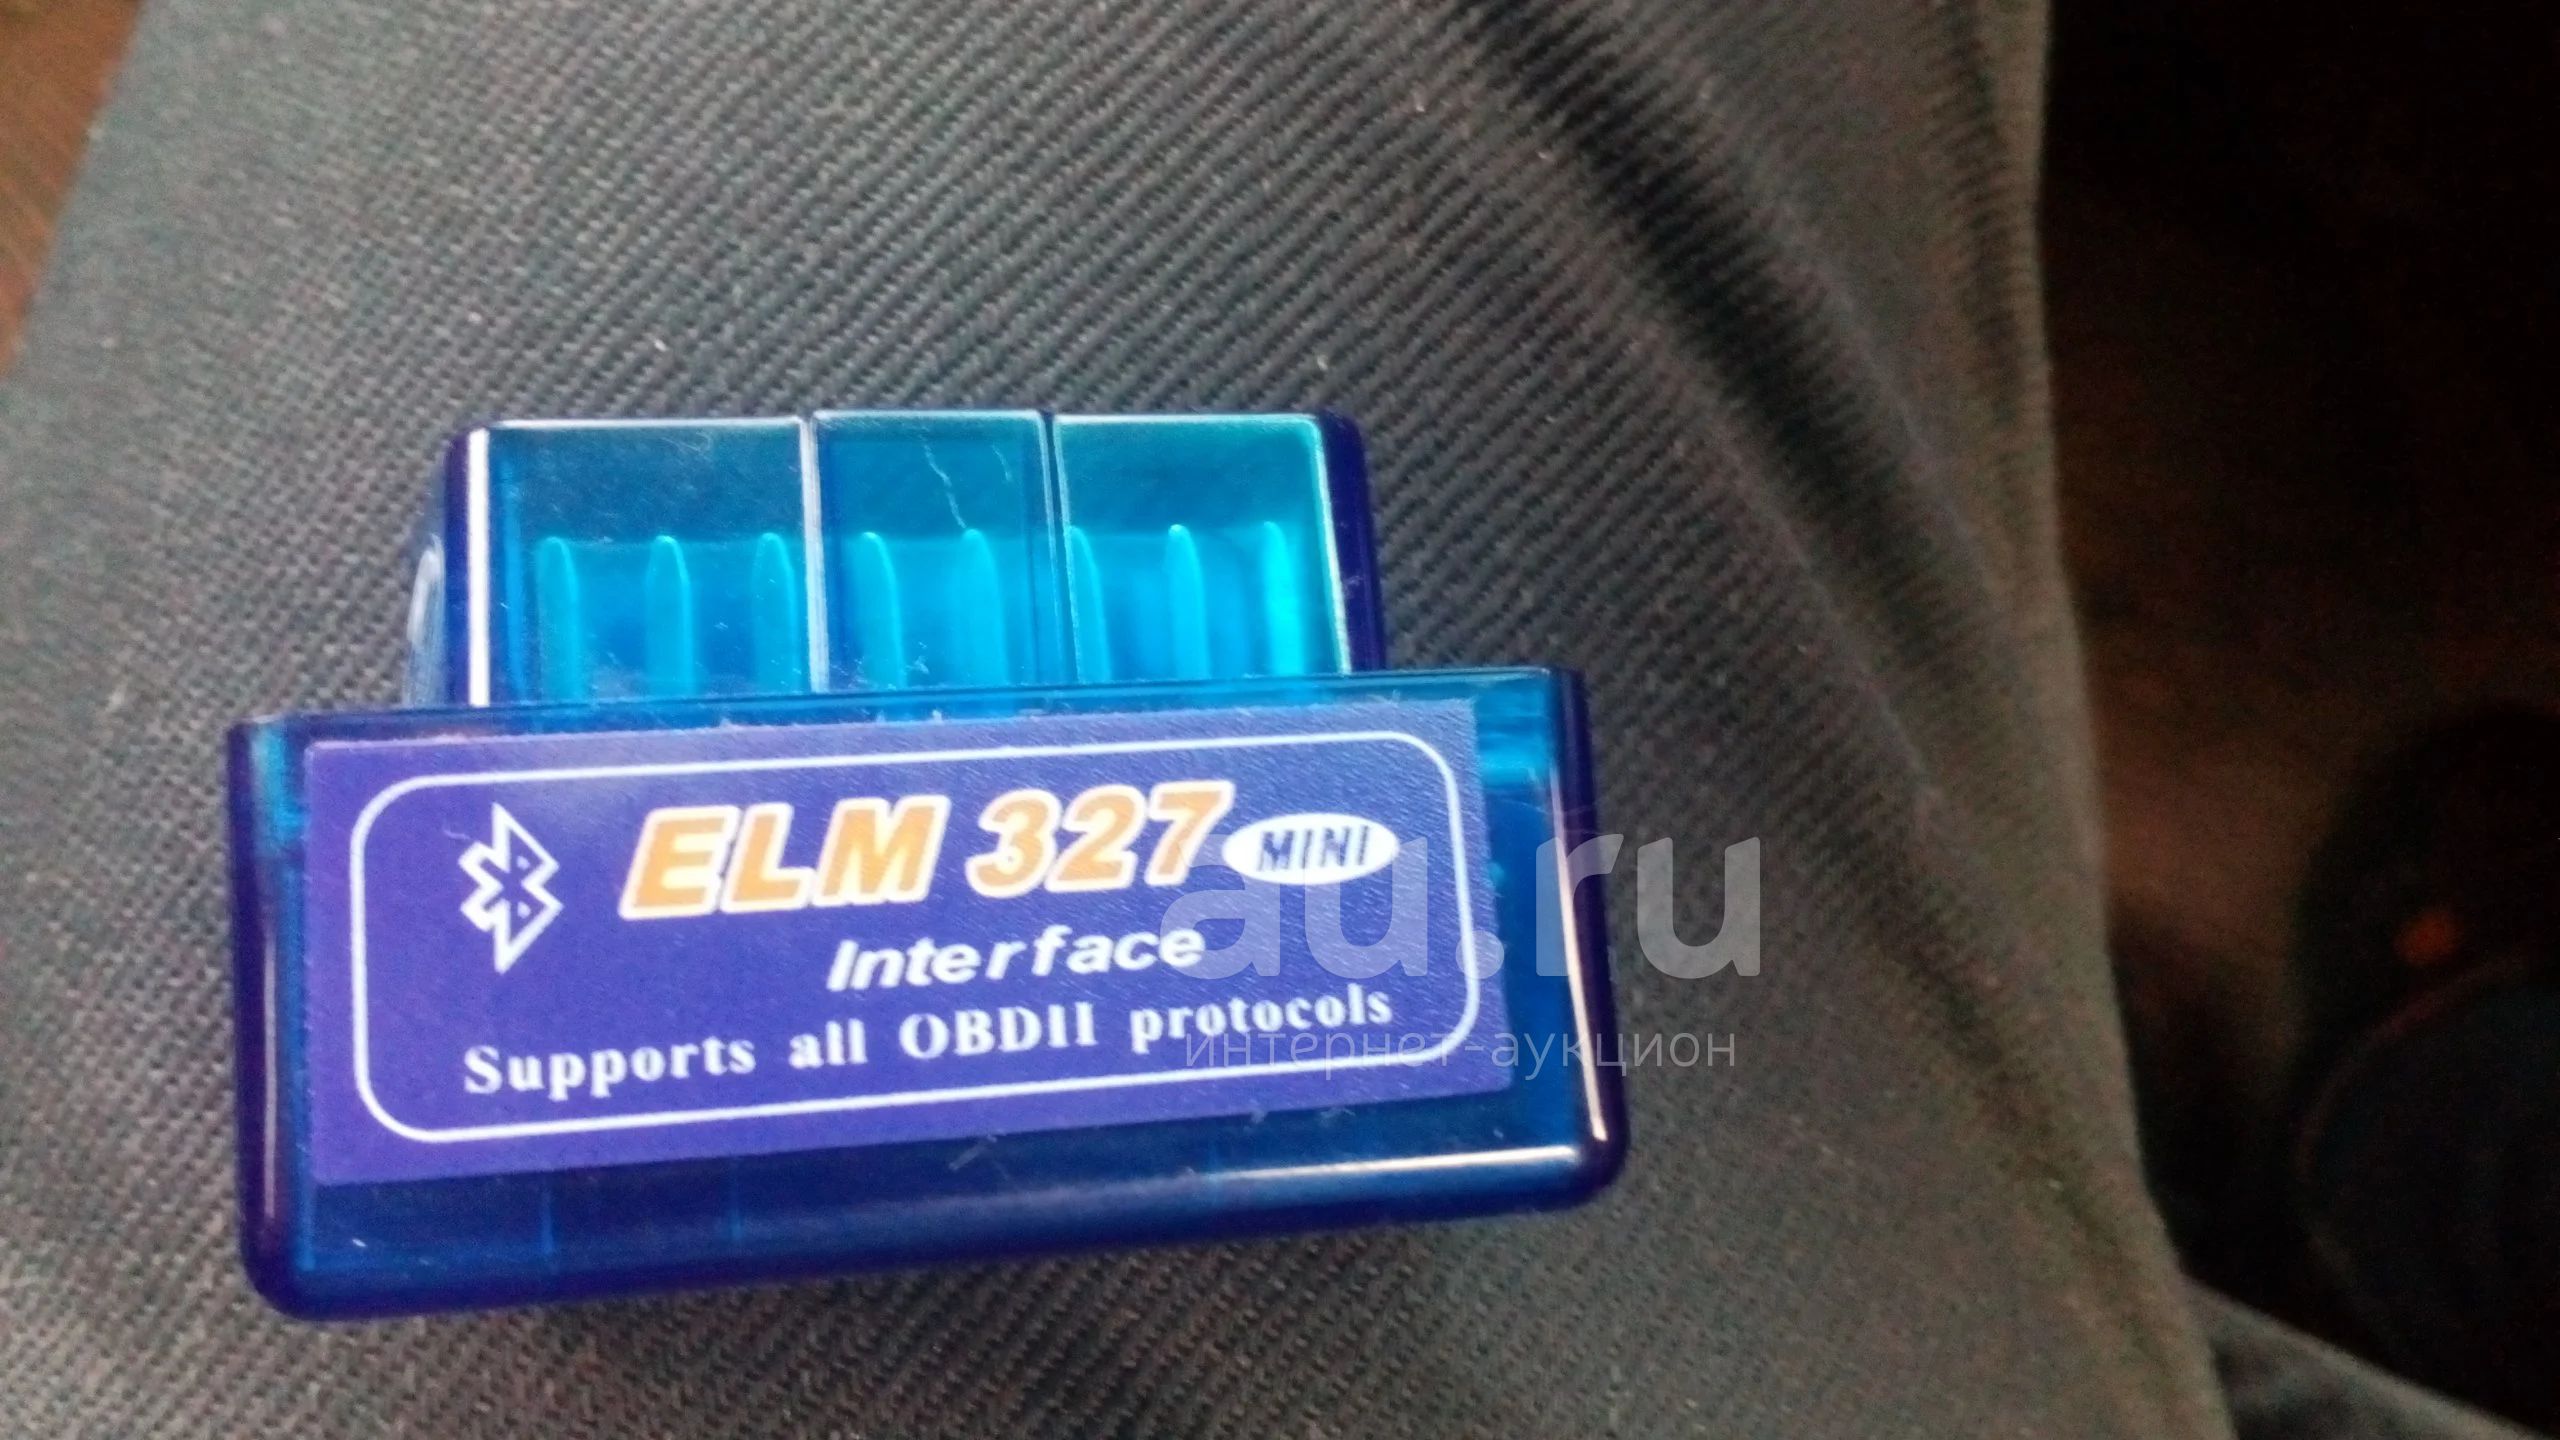 ELM 327 MINI
Interface
Supports all OBDII protocols
au.ru
интернет-аукцион